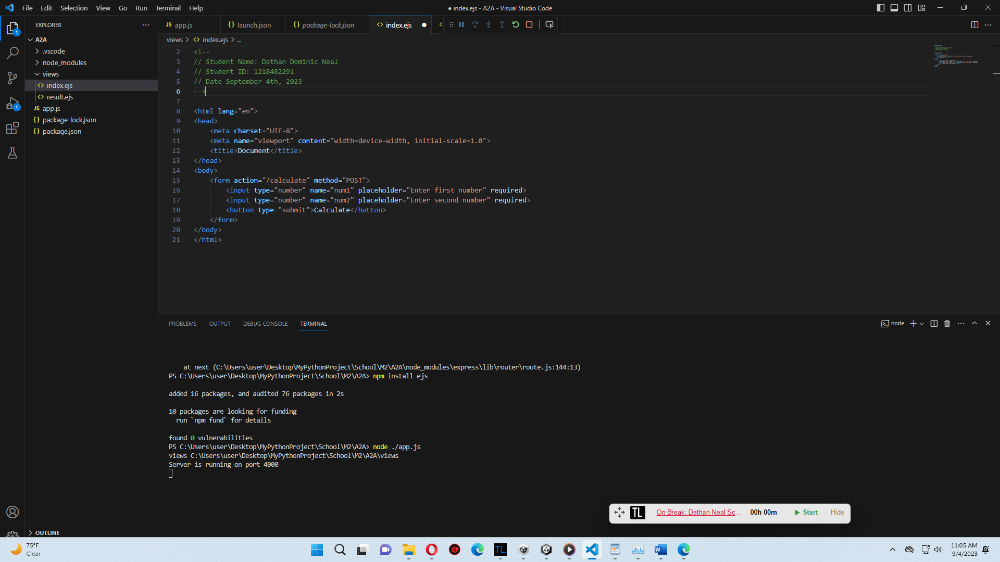 File Edit Selection View Go Run Terminal Help
● index.ejs - A2A - Visual Studio Code
EXPLORER
JS app.js
{} launch.json
{} package-lock.json
<> index.ejs ●
A2A
.vscode
node_modules
views
<> index.ejs
<> result.ejs
JS app.js
{} package-lock.json
{} package.json
1
1
views > <> index.ejs > ...
2 <!--
3 // Student Name: Dathan Dominic Neal
4 // Student ID: 1218482291
5 // Date September 4th, 2023
6 -->
7
8 <html lang="en">
9 <head>
10 <meta charset="UTF-8">
11 <meta name="viewport" content="width=device-width, initial-scale=1.0">
12 <title>Document</title>
13 </head>
14 <body>
15 <form action="/calculate" method="POST">
16 <input type="number" name="num1" placeholder="Enter first number" required>
17 <input type="number" name="num2" placeholder="Enter second number" required>
18 <button type="submit">Calculate</button>
19 </form>
20 </body>
21 </html>
PROBLEMS OUTPUT DEBUG CONSOLE TERMINAL
node
at next (C:\Users\user\Desktop\MyPythonProject\School\M2\A2A\node_modules\express\lib\router\route.js:144:13)
PS C:\Users\user\Desktop\MyPythonProject\School\M2\A2A> npm install ejs
added 16 packages, and audited 76 packages in 2s
10 packages are looking for funding
run `npm fund` for details
found 0 vulnerabilities
PS C:\Users\user\Desktop\MyPythonProject\School\M2\A2A> node ./app.js
views C:\Users\user\Desktop\MyPythonProject\School\M2\A2A\views
Server is running on port 4000
TL On Break: Dathan Neal Sc... 00h 00m Start Hide
OUTLINE
75°F
Clear
TL
11:05 AM
9/4/2023